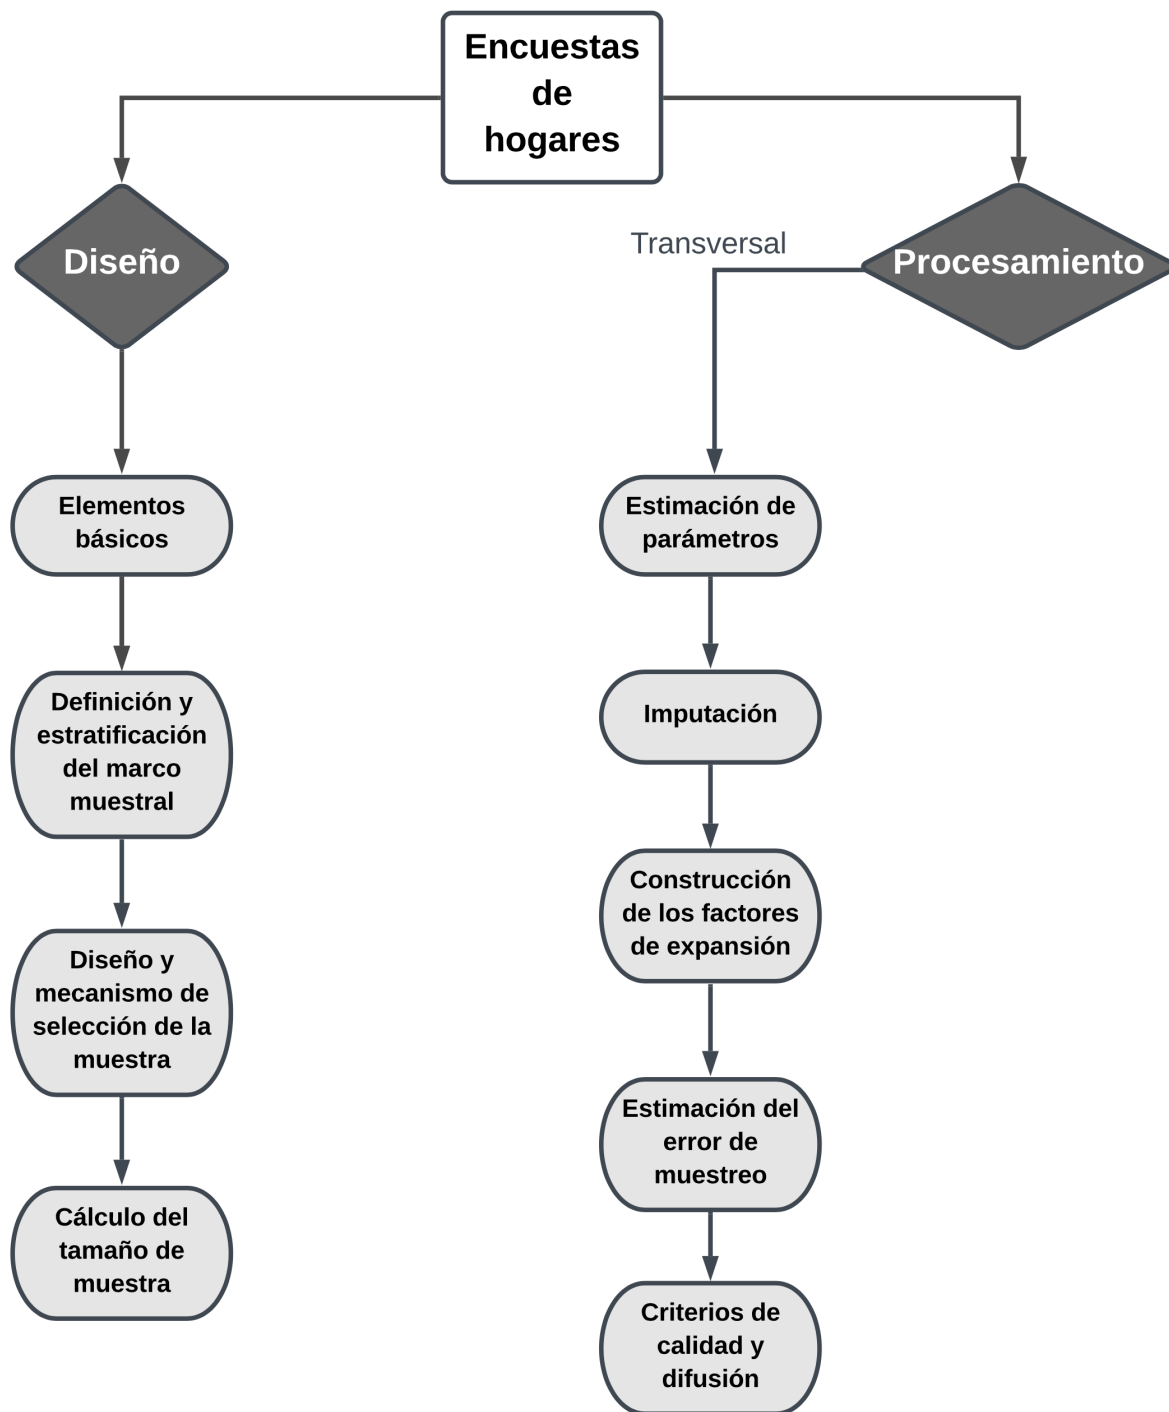 Encuestas
de
hogares
Diseño
Transversal
Procesamiento
Elementos
básicos
Definición y
estratificación
del marco
muestral
Diseño y
mecanismo de
selección de la
muestra
Cálculo del
tamaño de
muestra
Estimación de
parámetros
Imputación
Construcción
de los factores
de expansión
Estimación del
error de
muestreo
Criterios de
calidad y
difusión